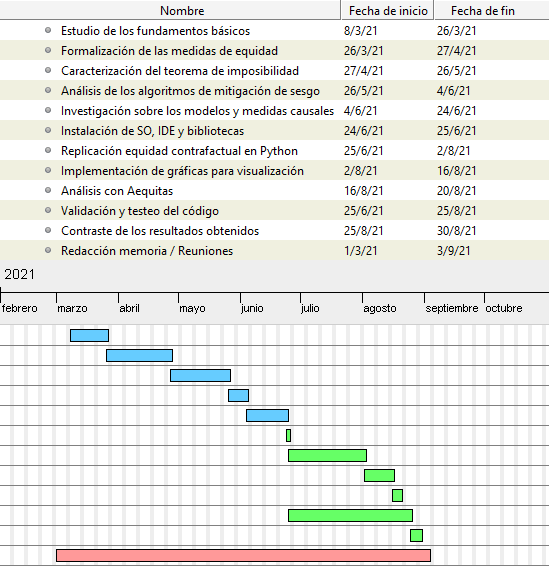 Nombre Fecha de inicio Fecha de fin
Estudio de los fundamentos básicos 8/3/21 26/3/21
Formalización de las medidas de equidad 26/3/21 27/4/21
Caracterización del teorema de imposibilidad 27/4/21 26/5/21
Análisis de los algoritmos de mitigación de sesgo 26/5/21 4/6/21
Investigación sobre los modelos y medidas causales 4/6/21 24/6/21
Instalación de SO, IDE y bibliotecas 24/6/21 25/6/21
Replicación equidad contrafactual en Python 25/6/21 2/8/21
Implementación de gráficas para visualización 2/8/21 16/8/21
Análisis con Aequitas 16/8/21 20/8/21
Validación y testeo del código 25/6/21 25/8/21
Contraste de los resultados obtenidos 25/8/21 30/8/21
Redacción memoria / Reuniones 1/3/21 3/9/21
2021
febrero marzo abril mayo junio julio agosto septiembre octubre